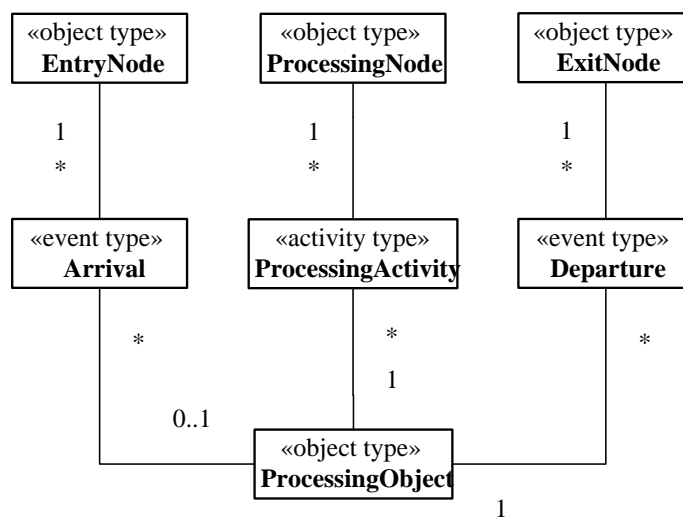 «object type»
EntryNode
«object type»
ProcessingNode
«object type»
ExitNode
1
1
1
*
*
*
«event type»
Arrival
«activity type»
ProcessingActivity
«event type»
Departure
*
*
*
1
0..1
«object type»
ProcessingObject
1